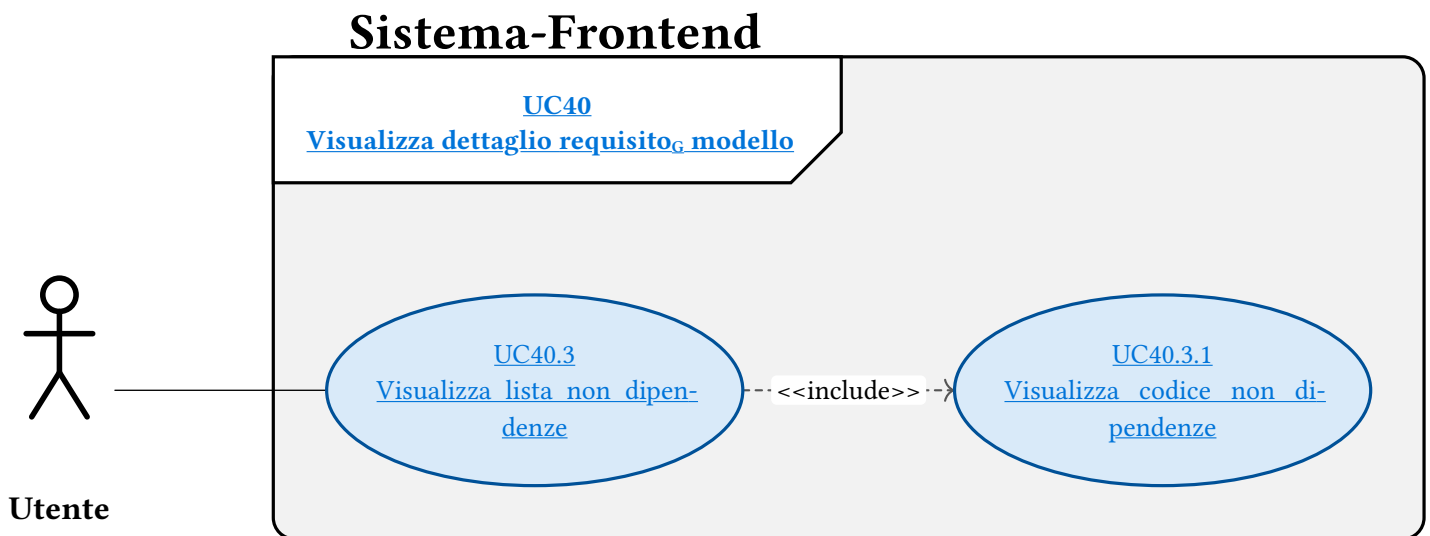 Sistema-Frontend
UC40
Visualizza dettaglio requisitoG modello
UC40.3
Visualizza lista non dipen-
denze
<<include>>
UC40.3.1
Visualizza codice non di-
pendenze
Utente